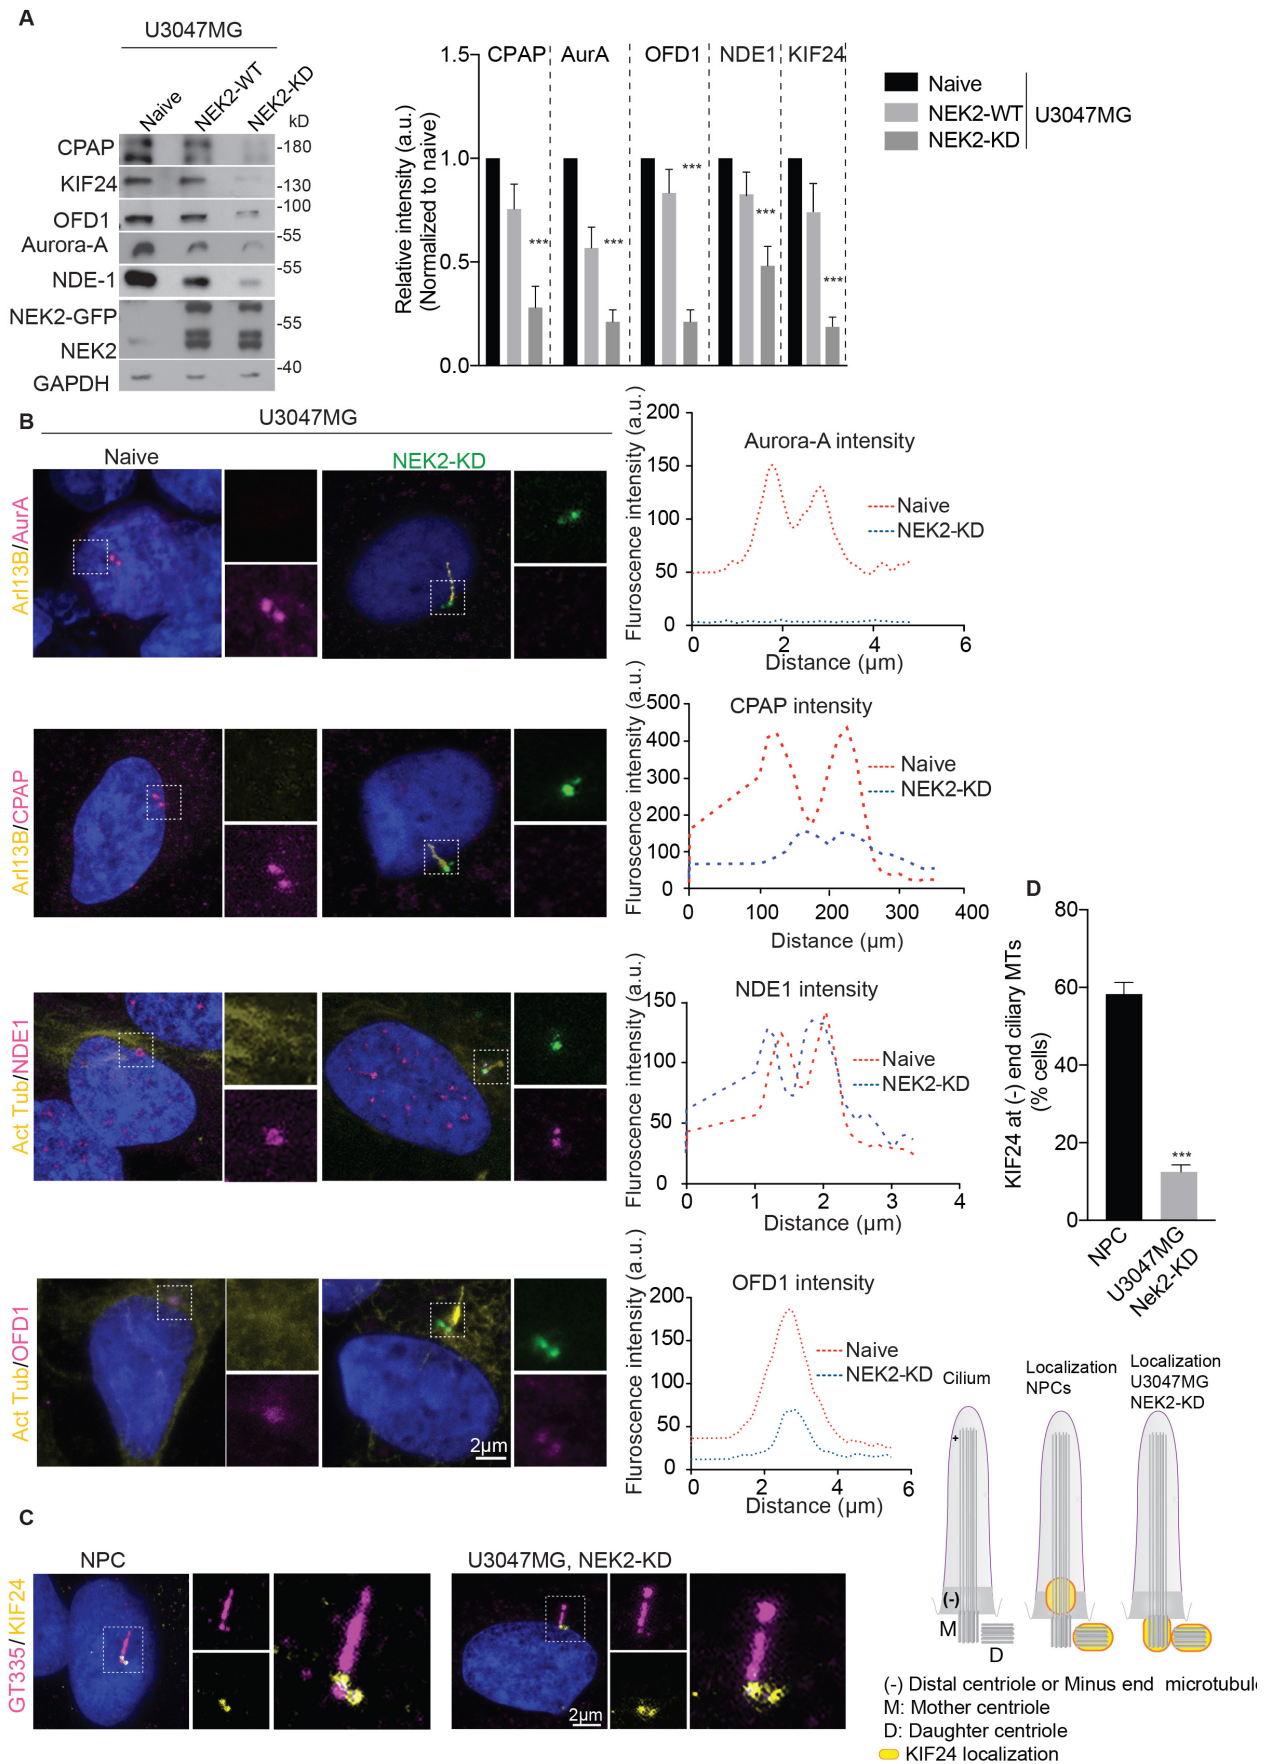 A
U3047MG
Naive
NEK2-WT
NEK2-KD
kD
CPAP
KIF24
OFD1
Aurora-A
NDE-1
NEK2-GFP
NEK2
GAPDH
-180
-130
-100
-55
-55
-55
-40
Relative intensity (a.u.)
(Normalized to naive)
1.5
1.0
0.5
0.0
CPAP
AurA
OFD1
NDE1
KIF24
***
***
***
***
***
Naive
NEK2-WT
NEK2-KD
U3047MG
B
U3047MG
Naive
NEK2-KD
Arl13B/AurA
Arl13B/CPAP
Act Tub/NDE1
Act Tub/OFD1
2µm
Fluroscence intensity (a.u.)
200
150
100
50
0
Aurora-A intensity
Naive
NEK2-KD
0 2 4 6
Distance (µm)
Fluroscence intensity (a.u.)
500
400
300
200
100
0
CPAP intensity
Naive
NEK2-KD
0 100 200 300 400
Distance (µm)
Fluroscence intensity (a.u.)
150
100
50
0
NDE1 intensity
Naive
NEK2-KD
0 1 2 3 4
Distance (µm)
Fluroscence intensity (a.u.)
200
150
100
50
0
OFD1 intensity
Naive
NEK2-KD
0 2 4 6
Distance (µm)
C
NPC
U3047MG, NEK2-KD
GT335/KIF24
2µm
D
KIF24 at (-) end ciliary MTs
(% cells)
80
60
40
20
0
***
NPC
U3047MG
Nek2-KD
Cilium
Localization
NPCs
Localization
U3047MG
NEK2-KD
+
(-)
M
D
(-) Distal centriole or Minus end microtubul
M: Mother centriole
D: Daughter centriole
KIF24 localization